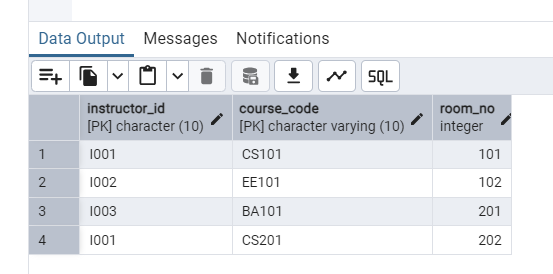 Data Output Messages Notifications
SQL
instructor_id course_code room_no
[PK] character (10) [PK] character varying (10) integer
1 I001 CS101 101
2 I002 EE101 102
3 I003 BA101 201
4 I001 CS201 202